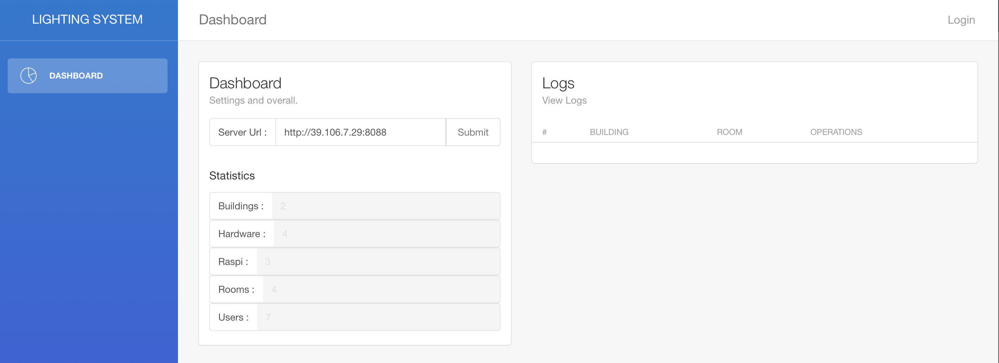 LIGHTING SYSTEM
DASHBOARD
Dashboard
Login
Dashboard
Settings and overall.
Server Url :
http://39.106.7.29:8088
Submit
Statistics
Buildings :
2
Hardware :
4
Raspi :
3
Rooms :
4
Users :
7
Logs
View Logs
# BUILDING ROOM OPERATIONS